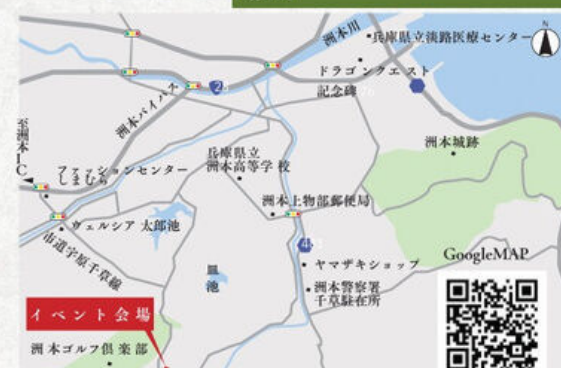 N
洲本川
兵庫県立淡路医療センター
ドラゴンクエスト
記念碑
洲本バイパス
至洲本IC
ファッションセンター
しまむら
兵庫県立
洲本高等学校
洲本城跡
洲本上物部郵便局
ウェルシア
太郎池
市道宇原千草線
皿池
ヤマザキショップ
洲本警察署
千草駐在所
GoogleMAP
イベント会場
洲本ゴルフ倶楽部